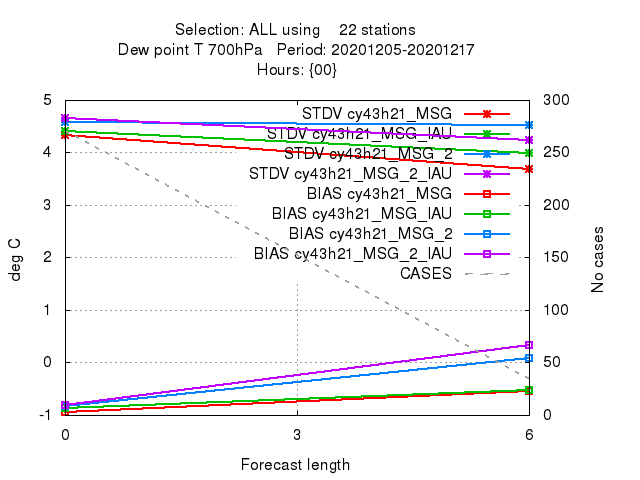 Selection: ALL using 22 stations
Dew point T 700hPa Period: 20201205-20201217
Hours: {00}
5 300
STDV cy43h21_MSG
STDV cy43h21_MSG_IAU
4 250
STDV cy43h21_MSG_2
STDV cy43h21_MSG_2_IAU
BIAS cy43h21_MSG
3 200
BIAS cy43h21_MSG_IAU
BIAS cy43h21_MSG_2
deg C
No cases
2 150
BIAS cy43h21_MSG_2_IAU
CASES
1 100
0 50
-1 0
0 3 6
Forecast length